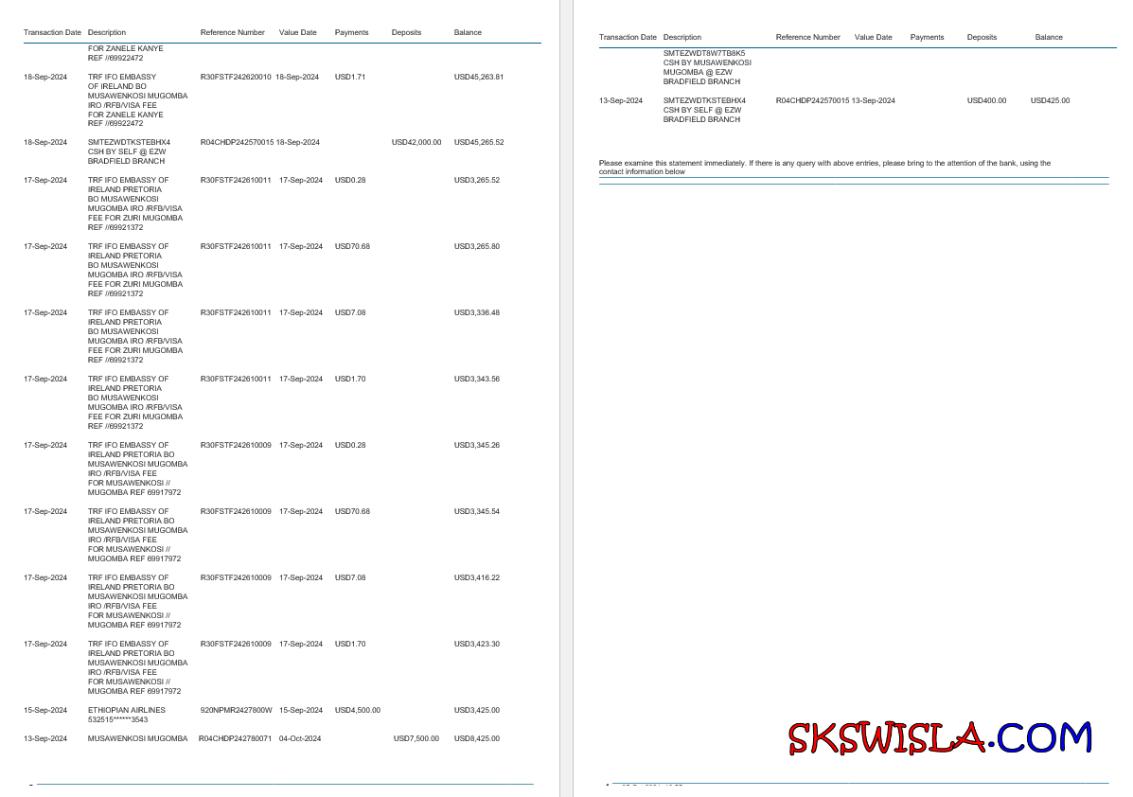 Transaction Date Description Reference Number Value Date Payments Deposits Balance
FOR ZANELE KANYE
REF //69922472
18-Sep-2024 TRF IFO EMBASSY R30FSTF242620010 18-Sep-2024 USD1.71 USD45,263.81
OF IRELAND BO
MUSAWENKOSI MUGOMBA
IRO /RFB/VISA FEE
FOR ZANELE KANYE
REF //69922472
18-Sep-2024 SMTEZWDTKSTEBHX4 R04CHDP242570015 18-Sep-2024 USD42,000.00 USD45,265.52
CSH BY SELF @ EZW
BRADFIELD BRANCH
17-Sep-2024 TRF IFO EMBASSY OF R30FSTF242610011 17-Sep-2024 USD0.28 USD3,265.52
IRELAND PRETORIA
BO MUSAWENKOSI
MUGOMBA IRO /RFB/VISA
FEE FOR ZURI MUGOMBA
REF //69921372
17-Sep-2024 TRF IFO EMBASSY OF R30FSTF242610011 17-Sep-2024 USD70.68 USD3,265.80
IRELAND PRETORIA
BO MUSAWENKOSI
MUGOMBA IRO /RFB/VISA
FEE FOR ZURI MUGOMBA
REF //69921372
17-Sep-2024 TRF IFO EMBASSY OF R30FSTF242610011 17-Sep-2024 USD7.08 USD3,336.48
IRELAND PRETORIA
BO MUSAWENKOSI
MUGOMBA IRO /RFB/VISA
FEE FOR ZURI MUGOMBA
REF //69921372
17-Sep-2024 TRF IFO EMBASSY OF R30FSTF242610011 17-Sep-2024 USD1.70 USD3,343.56
IRELAND PRETORIA
BO MUSAWENKOSI
MUGOMBA IRO /RFB/VISA
FEE FOR ZURI MUGOMBA
REF //69921372
17-Sep-2024 TRF IFO EMBASSY OF R30FSTF242610009 17-Sep-2024 USD0.28 USD3,345.26
IRELAND PRETORIA BO
MUSAWENKOSI MUGOMBA
IRO /RFB/VISA FEE
FOR MUSAWENKOSI //
MUGOMBA REF 69917972
17-Sep-2024 TRF IFO EMBASSY OF R30FSTF242610009 17-Sep-2024 USD70.68 USD3,345.54
IRELAND PRETORIA BO
MUSAWENKOSI MUGOMBA
IRO /RFB/VISA FEE
FOR MUSAWENKOSI //
MUGOMBA REF 69917972
17-Sep-2024 TRF IFO EMBASSY OF R30FSTF242610009 17-Sep-2024 USD7.08 USD3,416.22
IRELAND PRETORIA BO
MUSAWENKOSI MUGOMBA
IRO /RFB/VISA FEE
FOR MUSAWENKOSI //
MUGOMBA REF 69917972
17-Sep-2024 TRF IFO EMBASSY OF R30FSTF242610009 17-Sep-2024 USD1.70 USD3,423.30
IRELAND PRETORIA BO
MUSAWENKOSI MUGOMBA
IRO /RFB/VISA FEE
FOR MUSAWENKOSI //
MUGOMBA REF 69917972
15-Sep-2024 ETHIOPIAN AIRLINES 920NPMR2427800W 15-Sep-2024 USD4,500.00 USD3,425.00
532515******3543
13-Sep-2024 MUSAWENKOSI MUGOMBA R04CHDP242780071 04-Oct-2024 USD7,500.00 USD8,425.00
Transaction Date Description Reference Number Value Date Payments Deposits Balance
SMTEZWDT8W7TB8K5
CSH BY MUSAWENKOSI
MUGOMBA @ EZW
BRADFIELD BRANCH
13-Sep-2024 SMTEZWDTKSTEBHX4 R04CHDP242570015 13-Sep-2024 USD400.00 USD425.00
CSH BY SELF @ EZW
BRADFIELD BRANCH
Please examine this statement immediately. If there is any query with above entries, please bring to the attention of the bank, using the
contact information below
SKSWISLA.COM